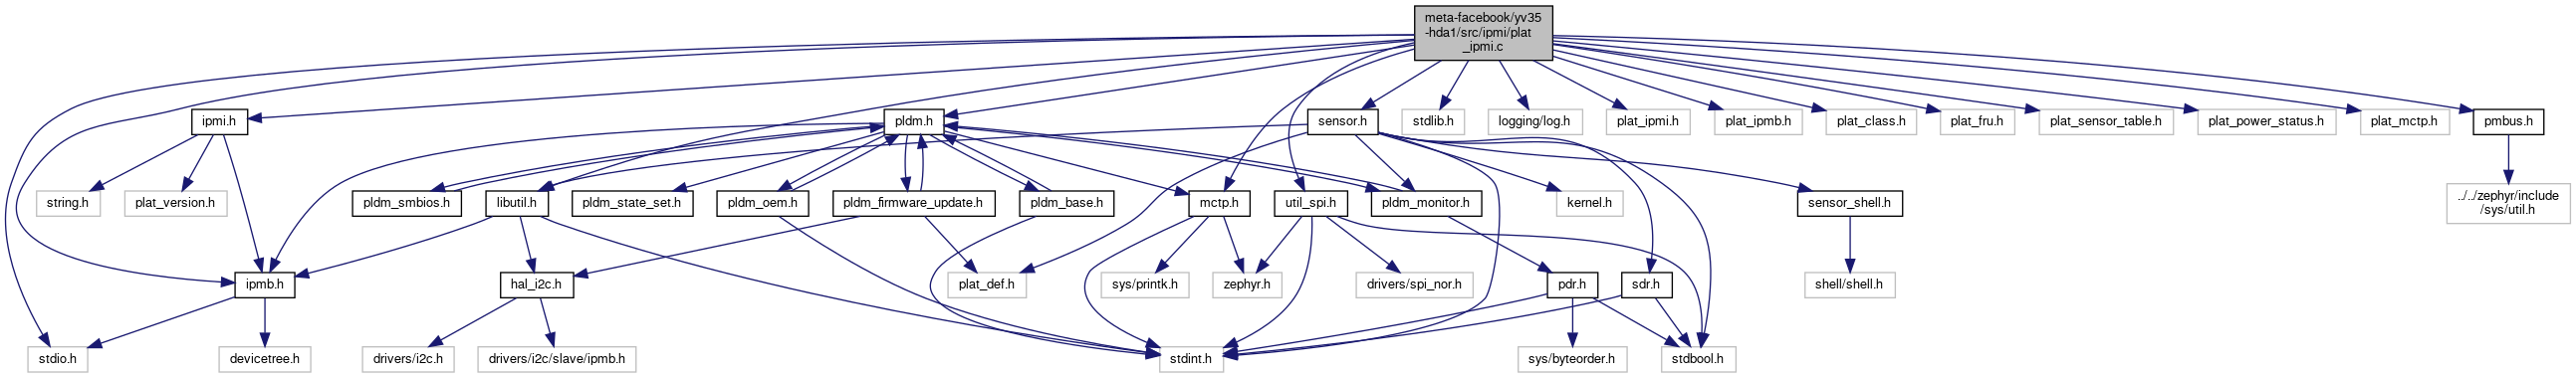 meta-facebook/yv35
-hda1/src/ipmi/plat
_ipmi.c
ipmi.h
pldm.h
sensor.h
stdlib.h
logging/log.h
plat_ipmi.h
plat_ipmb.h
plat_class.h
plat_fru.h
plat_sensor_table.h
plat_power_status.h
plat_mctp.h
pmbus.h
string.h
plat_version.h
pldm_smbios.h
libutil.h
pldm_state_set.h
pldm_oem.h
pldm_firmware_update.h
pldm_base.h
mctp.h
util_spi.h
pldm_monitor.h
kernel.h
sensor_shell.h
../../zephyr/include
/sys/util.h
ipmb.h
hal_i2c.h
plat_def.h
sys/printk.h
zephyr.h
drivers/spi_nor.h
pdr.h
sdr.h
shell/shell.h
stdio.h
devicetree.h
drivers/i2c.h
drivers/i2c/slave/ipmb.h
stdint.h
sys/byteorder.h
stdbool.h